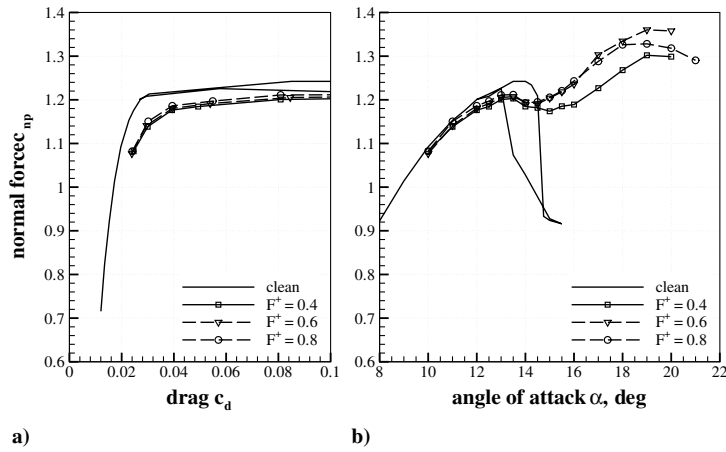 normal forcec np
1.4
1.3
1.2
1.1
1
0.9
0.8
0.7
0.6
0
0.02
0.04
0.06
0.08
0.1
drag c d
clean
F+ = 0.4
F+ = 0.6
F+ = 0.8
a)
1.4
1.3
1.2
1.1
1
0.9
0.8
0.7
0.6
8
10
12
14
16
18
20
22
angle of attack α, deg
clean
F+ = 0.4
F+ = 0.6
F+ = 0.8
b)